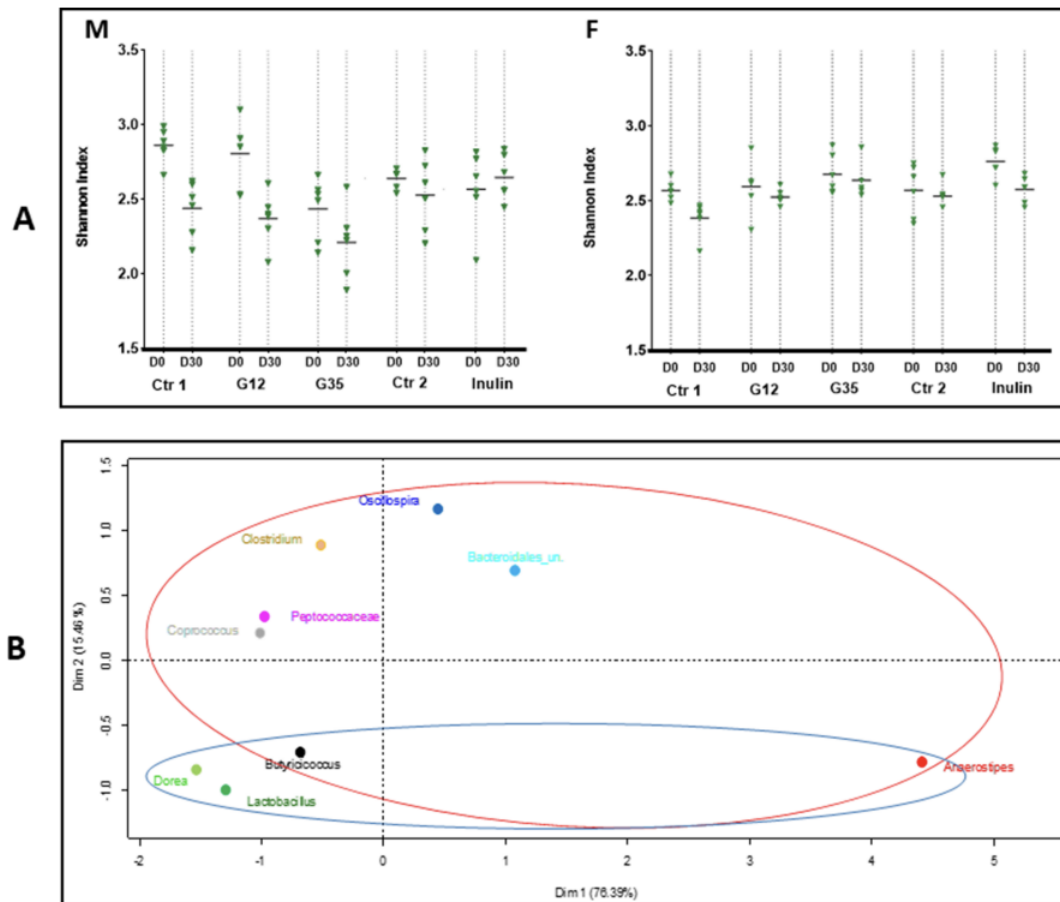 M
F
3.5
3.0
2.5
2.0
1.5
Shannon Index
D0 D30 D0 D30 D0 D30 D0 D30 D0 D30
Ctr 1 G12 G35 Ctr 2 Inulin
3.5
3.0
2.5
2.0
1.5
Shannon Index
D0 D30 D0 D30 D0 D30 D0 D30 D0 D30
Ctr 1 G12 G35 Ctr 2 Inulin
A
B
1.5
1.0
0.5
0.0
-0.5
-1.0
Dim 2 (15.46%)
Oscillospira
Clostridium
Bacteroidales_un.
Peptococcaceae
Coprococcus
Butyricicoccus
Dorea
Lactobacillus
Anaerostipes
-2 -1 0 1 2 3 4 5
Dim 1 (76.39%)